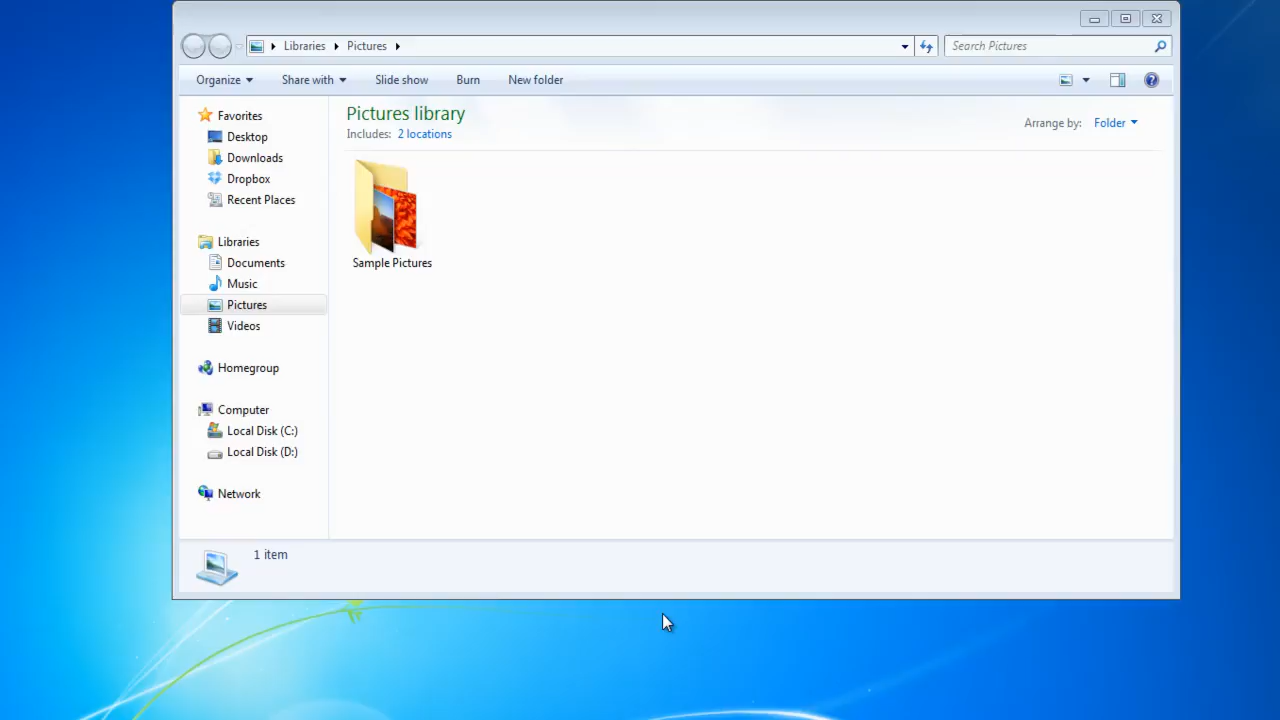 Libraries Pictures
Search Pictures
Organize Share with Slide show Burn New folder
Favorites
Desktop
Downloads
Dropbox
Recent Places
Libraries
Documents
Music
Pictures
Videos
Homegroup
Computer
Local Disk (C:)
Local Disk (D:)
Network
Pictures library
Includes: 2 locations
Arrange by: Folder
Sample Pictures
1 item